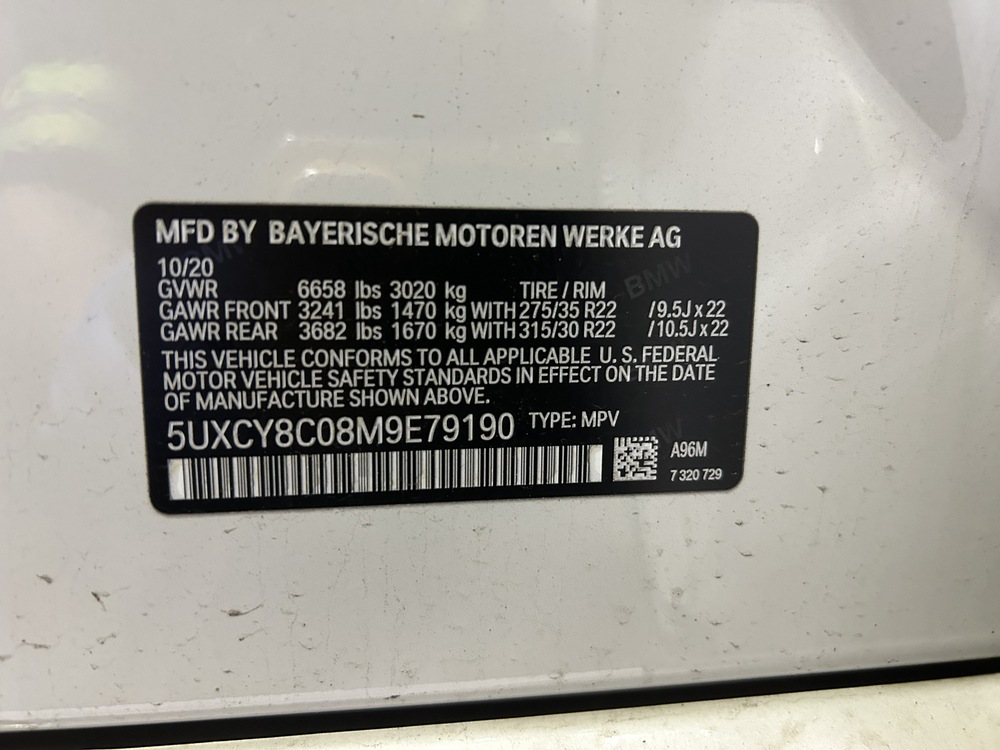 MFD BY BAYERISCHE MOTOREN WERKE AG
10/20
GVWR 6658 lbs 3020 kg TIRE / RIM
GAWR FRONT 3241 lbs 1470 kg WITH 275/35 R22 /9.5J x 22
GAWR REAR 3682 lbs 1670 kg WITH 315/30 R22 /10.5J x 22
THIS VEHICLE CONFORMS TO ALL APPLICABLE U. S. FEDERAL
MOTOR VEHICLE SAFETY STANDARDS IN EFFECT ON THE DATE
OF MANUFACTURE SHOWN ABOVE.
5UXCY8C08M9E79190 TYPE: MPV
A96M
7 320 729
BMW
BMW
BMW